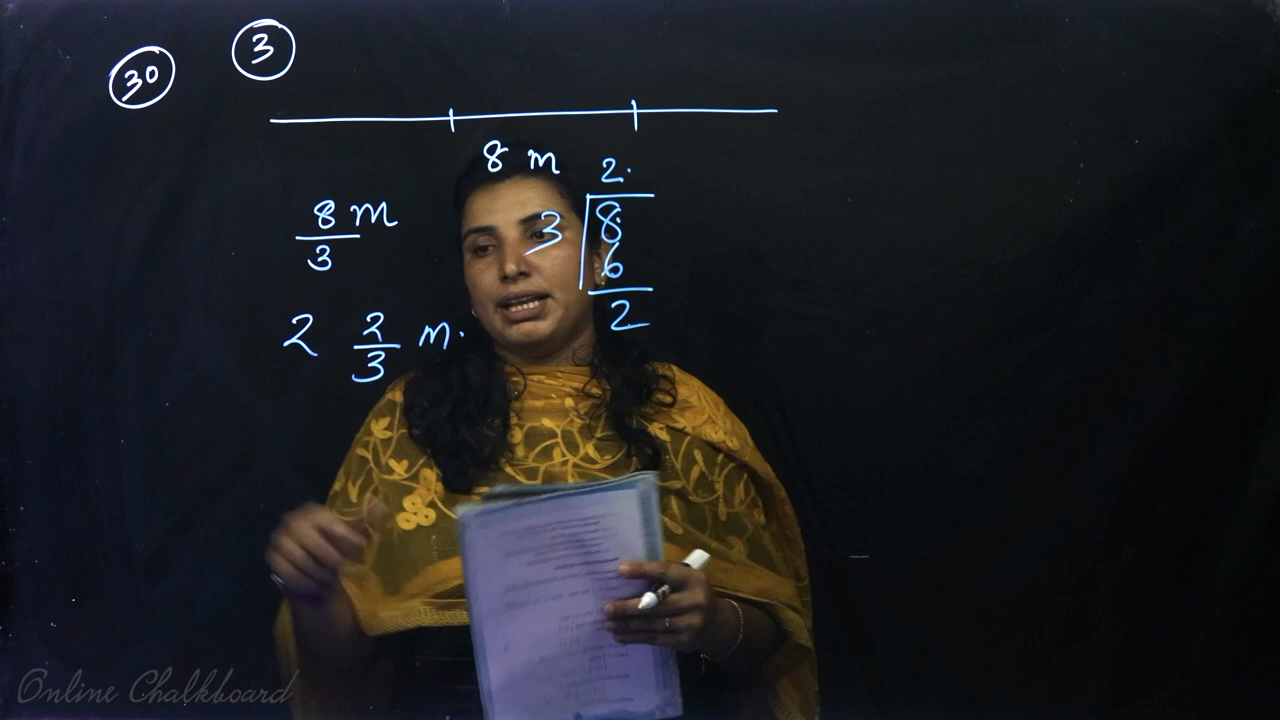 30 3
8 m
8/3 m
2.
3 8
6
2
2 2/3 m.
Online Chalkboard